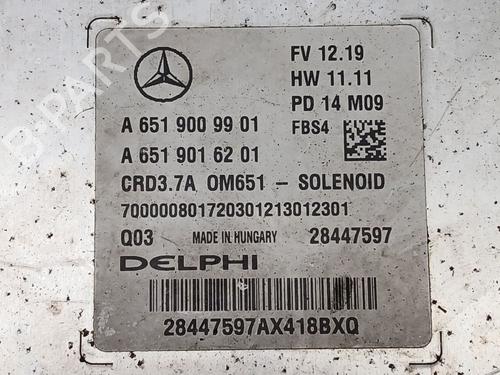 FV 12.19
HW 11.11
PD 14 M09
FBS4
A 651 900 99 01
A 651 901 62 01
CRD3.7A OM651 - SOLENOID
700000801720301213012301
Q03 MADE IN HUNGARY 28447597
DELPHI
28447597AX418BXQ